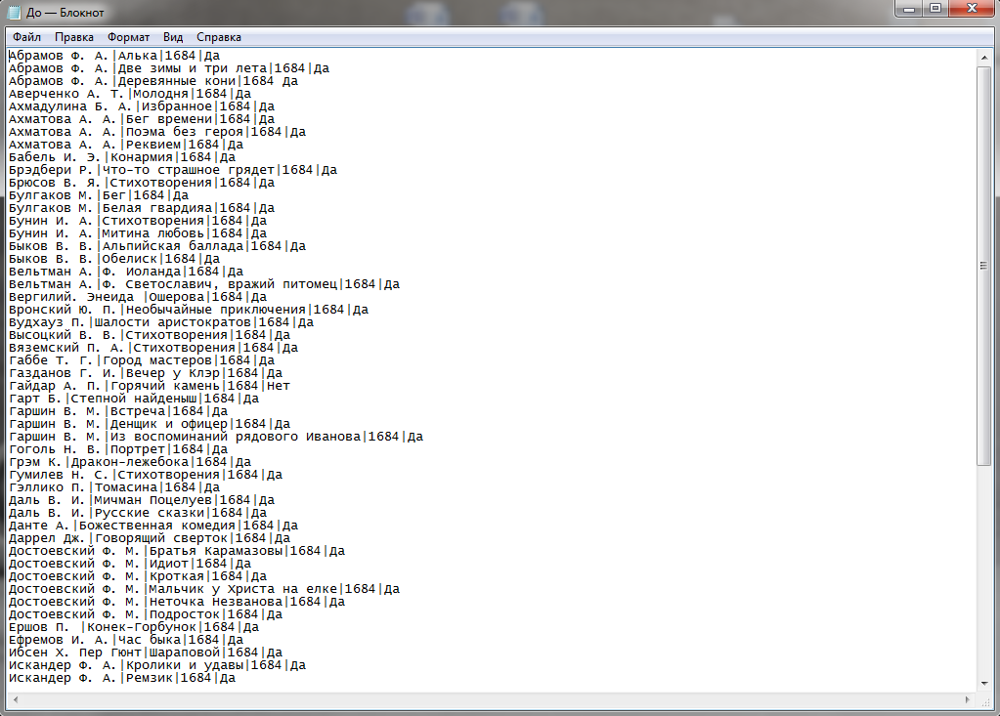 До — Блокнот
Файл Правка Формат Вид Справка
Абрамов Ф. А.|Алька|1684|Да
Абрамов Ф. А.|Две зимы и три лета|1684|Да
Абрамов Ф. А.|Деревянные кони|1684 Да
Аверченко А. Т.|Молодня|1684|Да
Ахмадулина Б. А.|Избранное|1684|Да
Ахматова А. А.|Бег времени|1684|Да
Ахматова А. А.|Поэма без героя|1684|Да
Ахматова А. А.|Реквием|1684|Да
Бабель И. Э.|Конармия|1684|Да
Брэдбери Р.|Что-то страшное грядет|1684|Да
Брюсов В. Я.|Стихотворения|1684|Да
Булгаков М.|Бег|1684|Да
Булгаков М.|Белая гвардияа|1684|Да
Бунин И. А.|Стихотворения|1684|Да
Бунин И. А.|Митина любовь|1684|Да
Быков В. В.|Альпийская баллада|1684|Да
Быков В. В.|Обелиск|1684|Да
Вельтман А.|Ф. Иоланда|1684|Да
Вельтман А.|Ф. Светославич, вражий питомец|1684|Да
Вергилий. Энеида |Ошерова|1684|Да
Вронский Ю. П.|Необычайные приключения|1684|Да
Вудхауз П.|Шалости аристократов|1684|Да
Высоцкий В. В.|Стихотворения|1684|Да
Вяземский П. А.|Стихотворения|1684|Да
Габбе Т. Г.|Город мастеров|1684|Да
Газданов Г. И.|Вечер у Клэр|1684|Да
Гайдар А. П.|Горячий камень|1684|Нет
Гарт Б.|Степной найденыш|1684|Да
Гаршин В. М.|Встреча|1684|Да
Гаршин В. М.|Денщик и офицер|1684|Да
Гаршин В. М.|Из воспоминаний рядового Иванова|1684|Да
Гоголь Н. В.|Портрет|1684|Да
Грэм К.|Дракон-лежебока|1684|Да
Гумилев Н. С.|Стихотворения|1684|Да
Гэллико П.|Томасина|1684|Да
Даль В. И.|Мичман Поцелуев|1684|Да
Даль В. И.|Русские сказки|1684|Да
Данте А.|Божественная комедия|1684|Да
Даррел Дж.|Говорящий сверток|1684|Да
Достоевский Ф. М.|Братья Карамазовы|1684|Да
Достоевский Ф. М.|Идиот|1684|Да
Достоевский Ф. М.|Кроткая|1684|Да
Достоевский Ф. М.|Мальчик у Христа на елке|1684|Да
Достоевский Ф. М.|Неточка Незванова|1684|Да
Достоевский Ф. М.|Подросток|1684|Да
Ершов П. |Конек-Горбунок|1684|Да
Ефремов И. А.|Час быка|1684|Да
Ибсен Х. Пер Гюнт|Шараповой|1684|Да
Искандер Ф. А.|Кролики и удавы|1684|Да
Искандер Ф. А.|Ремзик|1684|Да